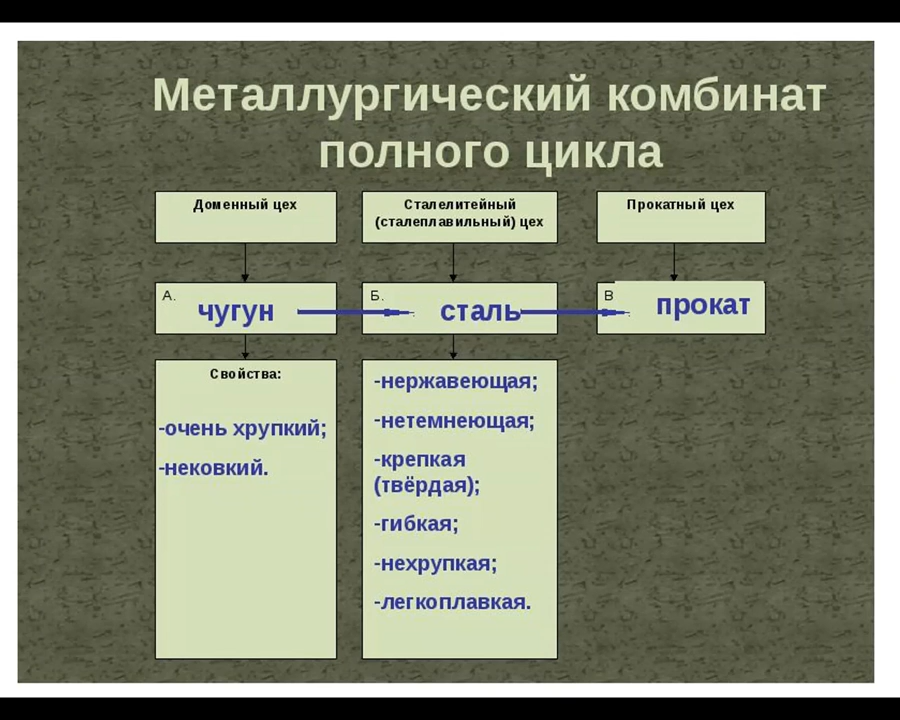 Металлургический комбинат
полного цикла
Доменный цех
Сталелитейный
(сталеплавильный) цех
Прокатный цех
А. чугун
Б. сталь
В прокат
Свойства:
-очень хрупкий;
-нековкий.
-нержавеющая;
-нетемнеющая;
-крепкая
(твёрдая);
-гибкая;
-нехрупкая;
-легкоплавкая.